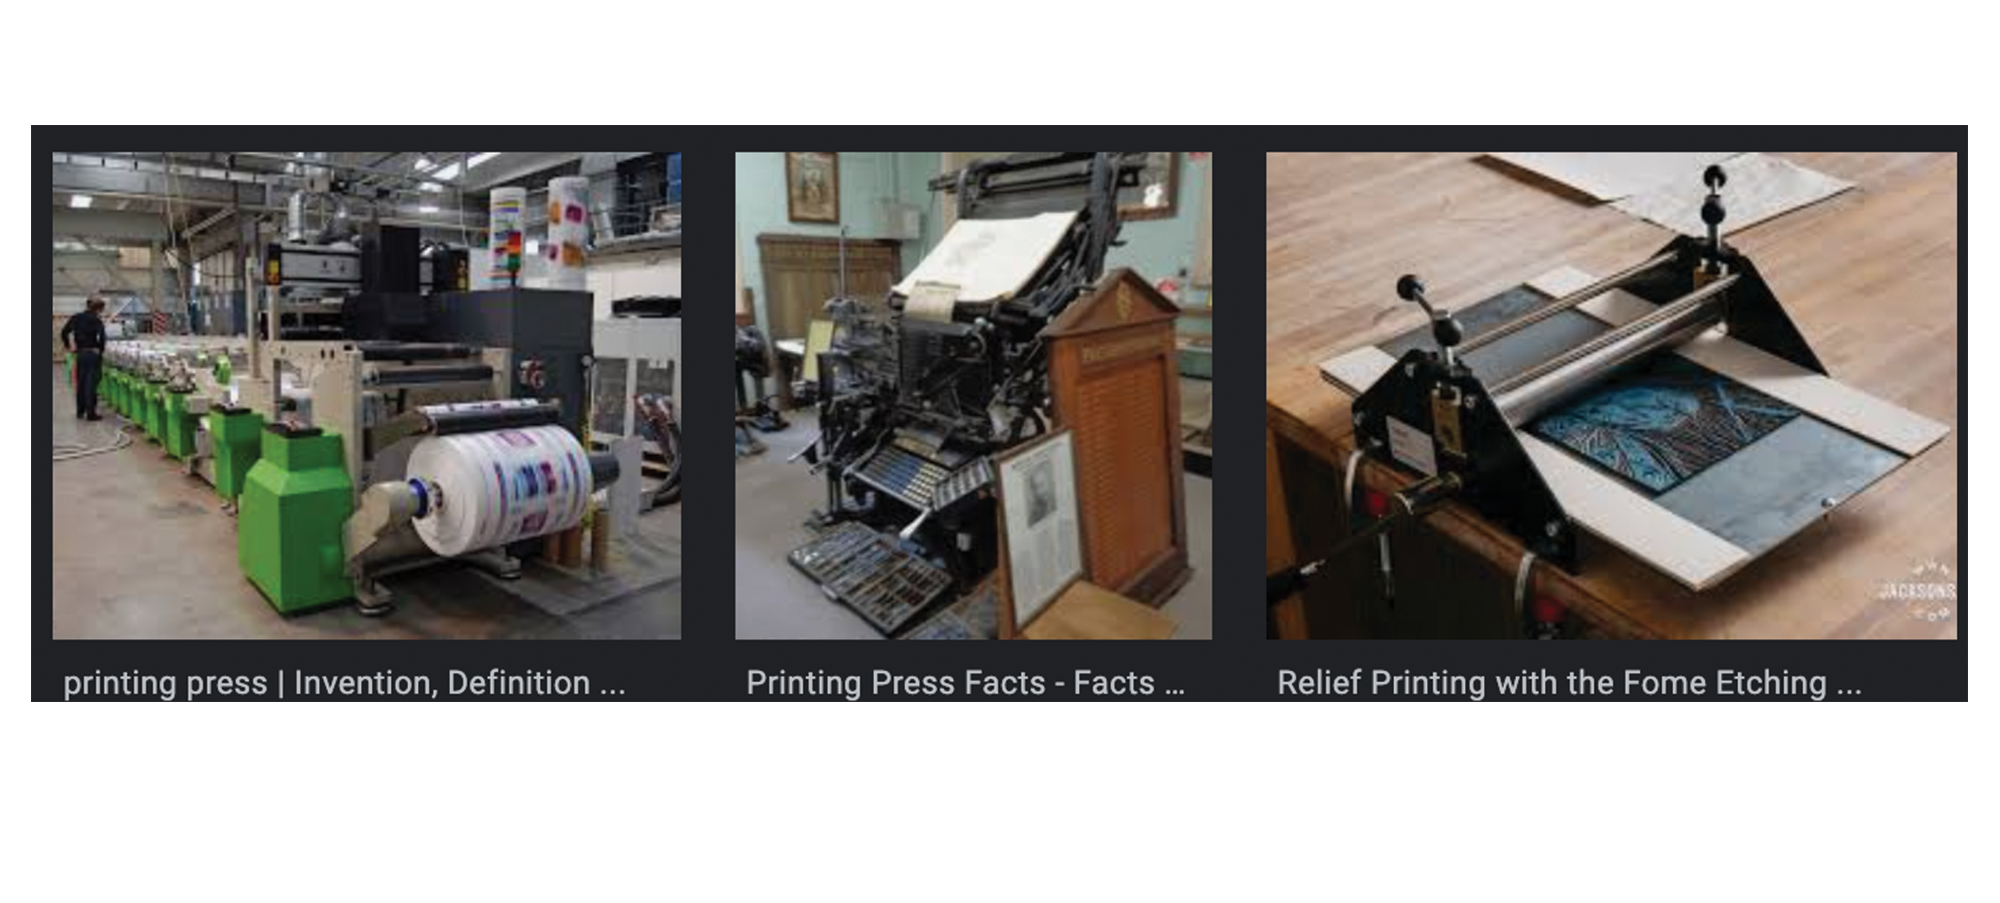 printing press | Invention, Definition ...
Printing Press Facts - Facts ...
Relief Printing with the Fome Etching ...
JACKSONS